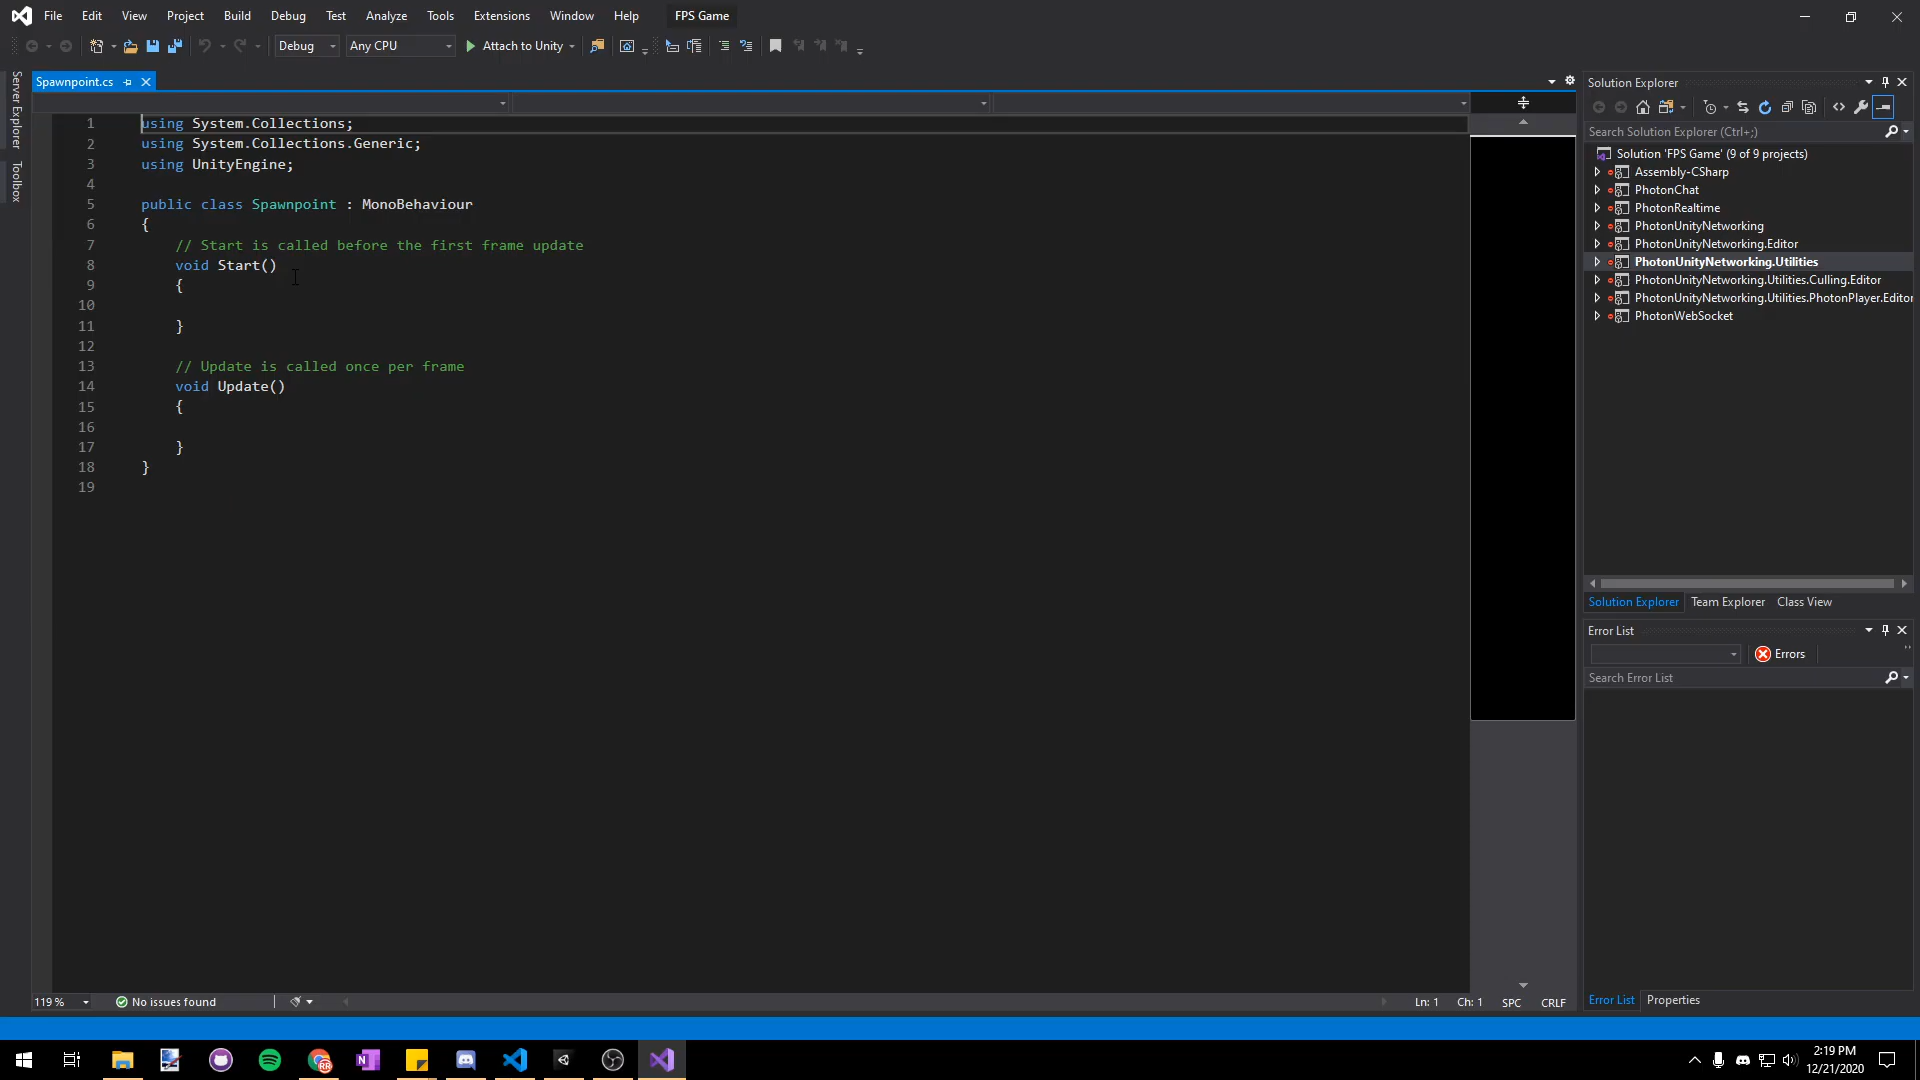 File Edit View Project Build Debug Test Analyze Tools Extensions Window Help FPS Game
Debug Any CPU Attach to Unity
Server Explorer
Toolbox
Spawnpoint.cs
1 using System.Collections;
2 using System.Collections.Generic;
3 using UnityEngine;
4
5 public class Spawnpoint : MonoBehaviour
6 {
7 // Start is called before the first frame update
8 void Start()
9 {
10
11 }
12
13 // Update is called once per frame
14 void Update()
15 {
16
17 }
18 }
19
119 % No issues found Ln: 1 Ch: 1 SPC CRLF
Solution Explorer
Search Solution Explorer (Ctrl+;)
Solution 'FPS Game' (9 of 9 projects)
Assembly-CSharp
PhotonChat
PhotonRealtime
PhotonUnityNetworking
PhotonUnityNetworking.Editor
PhotonUnityNetworking.Utilities
PhotonUnityNetworking.Utilities.Culling.Editor
PhotonUnityNetworking.Utilities.PhotonPlayer.Editor
PhotonWebSocket
Solution Explorer Team Explorer Class View
Error List
Errors
Search Error List
Error List Properties
RR
2:19 PM
12/21/2020